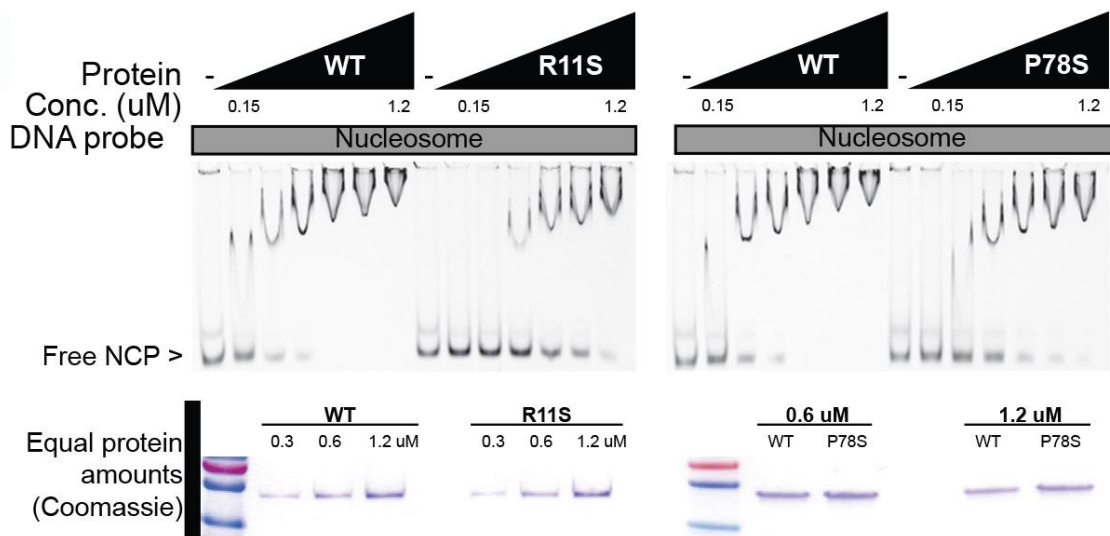 WT R11S WT P78S
Protein - - - -
Conc. (uM) 0.15 1.2 0.15 1.2 0.15 1.2 0.15 1.2
DNA probe Nucleosome Nucleosome
Free NCP >
WT R11S 0.6 uM 1.2 uM
Equal protein 0.3 0.6 1.2 uM 0.3 0.6 1.2 uM WT P78S WT P78S
amounts
(Coomassie)